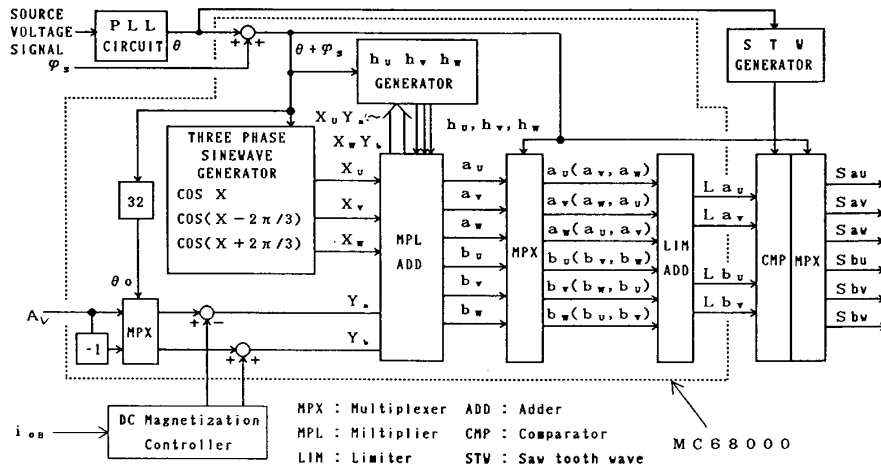 SOURCE
VOLTAGE
SIGNAL
PLL
CIRCUIT
θ
φs
+
+
θ+φs
hU hV hW
GENERATOR
STW
GENERATOR
XUYa~
XWYb
hU, hV, hW
THREE PHASE
SINEWAVE
GENERATOR
COS X
COS(X-2π/3)
COS(X+2π/3)
XU
XV
XW
32
θo
MPL
ADD
aU
aV
aW
bU
bV
bW
MPX
aU(aV, aW)
aV(aW, aU)
aW(aU, aV)
bU(bV, bW)
bV(bW, bU)
bW(bU, bV)
LIM
ADD
LaU
LaV
LbU
LbV
CMP
MPX
Sau
Sav
Saw
Sbu
Sbv
Sbw
AV
-1
MPX
+
-
+
+
Ya
Yb
ioH
DC Magnetization
Controller
MPX : Multiplexer ADD : Adder
MPL : Miltiplier CMP : Comparator
LIM : Limiter STW : Saw tooth wave
MC68000